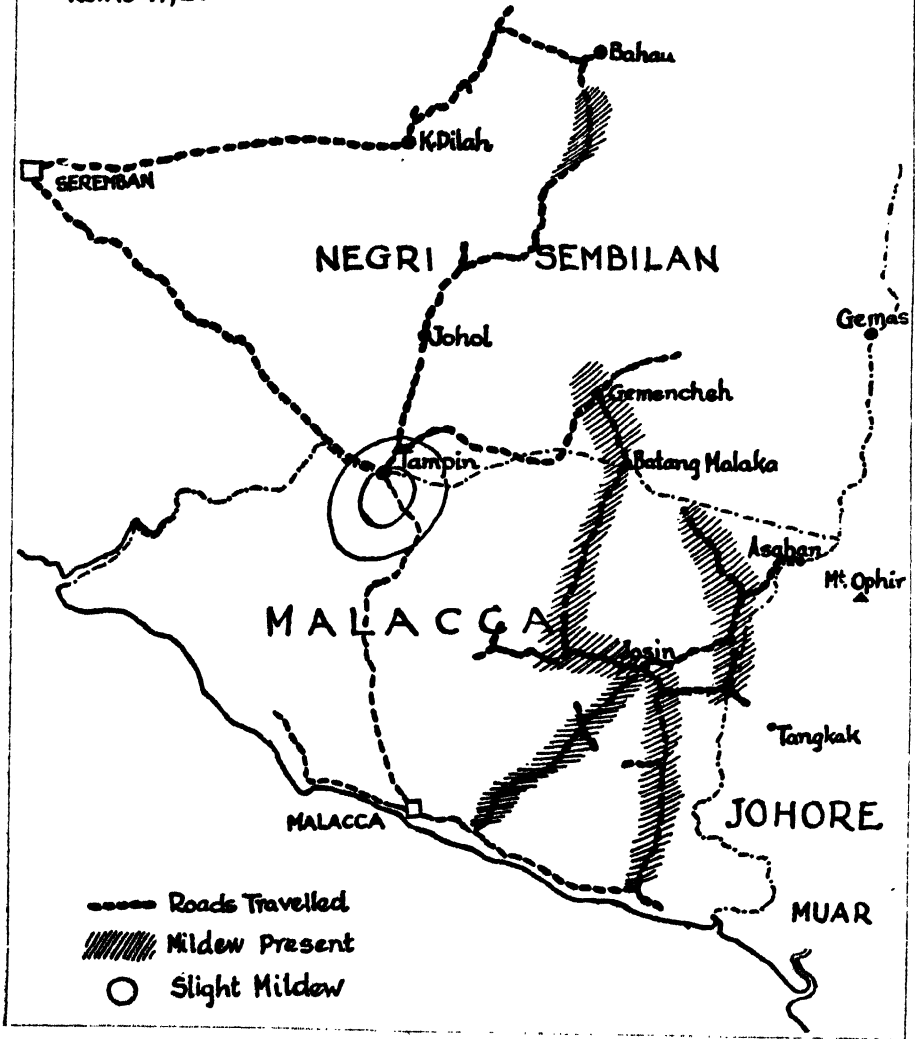 Bahau
K.Dilah
SEREMBAN
NEGRI SEMBILAN
Gemas
Johol
Gemencheh
Tampin
Batang Malaka
Asahan
Mt. Ophir
MALACCA
Jasin
Tangkak
JOHORE
MALACCA
Roads Travelled
MUAR
Mildew Present
Slight Mildew